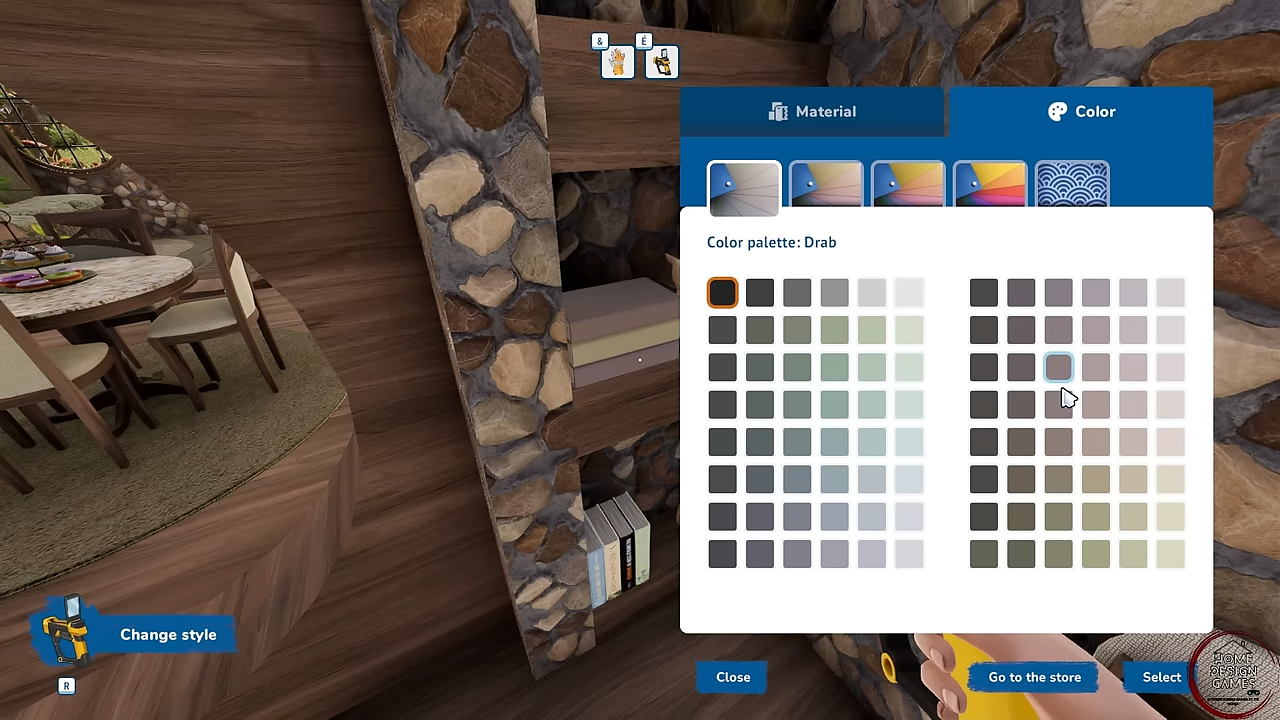 & É
Material
Color
Color palette: Drab
Change style
R
Close
Go to the store
Select
HOME
DESIGN
GAMES